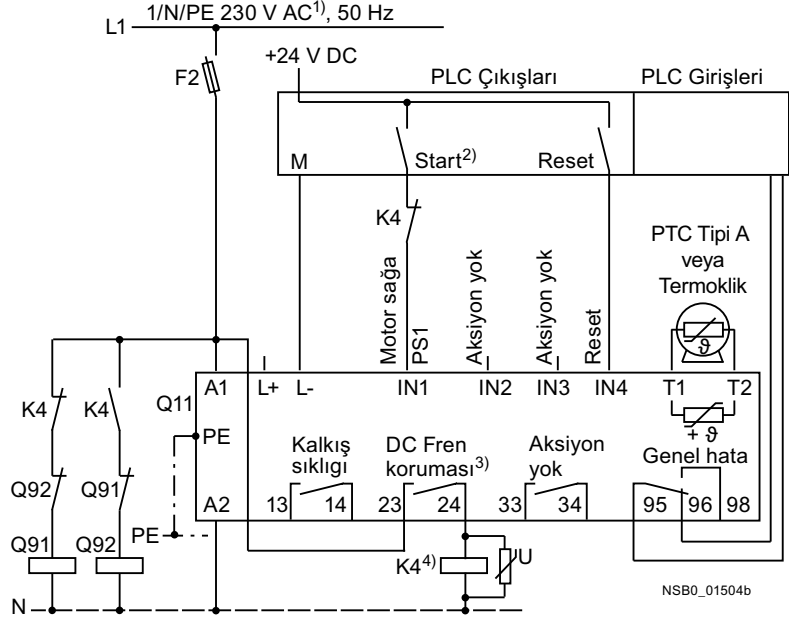 1/N/PE 230 V AC1), 50 Hz
L1
+24 V DC
F2
PLC Çıkışları
PLC Girişleri
M
Start2)
Reset
K4
PTC Tipi A
veya
Termoklik
ϑ
Motor sağa
PS1
Aksiyon yok
Aksiyon yok
Reset
A1
L+
L-
IN1
IN2
IN3
IN4
T1
T2
K4
K4
Q11
+ ϑ
PE
Kalkış
sıklıgı
DC Fren
koruması3)
Aksiyon
yok
Genel hata
Q92
Q91
A2
13
14
23
24
33
34
95
96
98
PE
Q91
Q92
K44)
U
NSB0_01504b
N